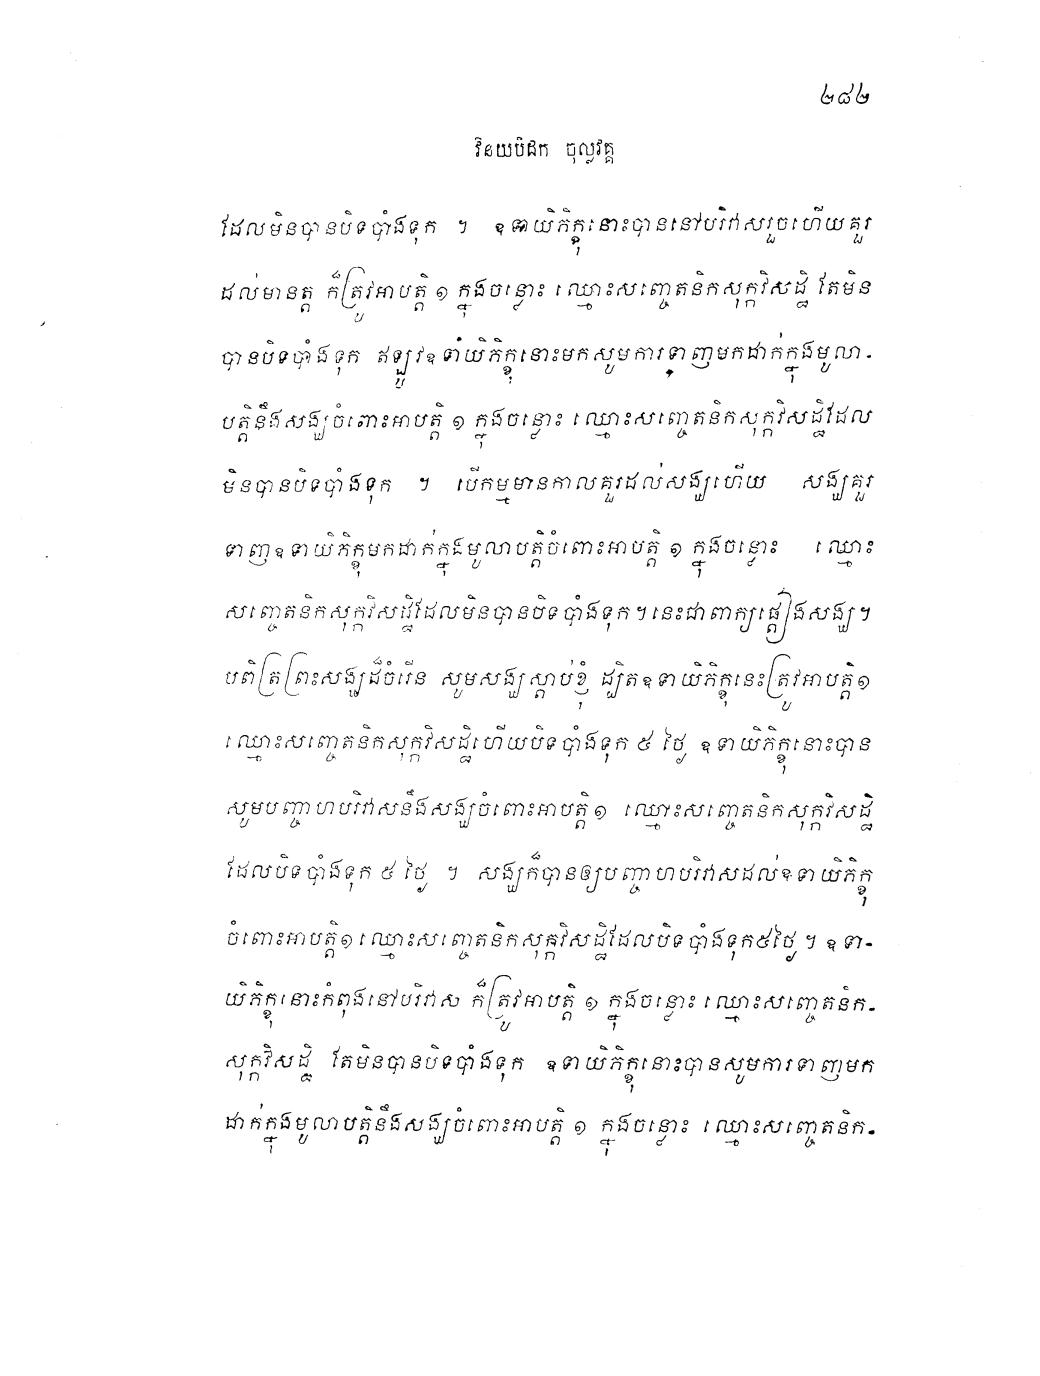 ២៨២
វិនយបិដក ចុល្លវគ្គ
ដែលមិនបានបិទបាំងទុក ។ ឧទាយិភិក្ខុនោះបាននៅបរិវាសរួចហើយគួរ
ដល់មានត្ត ក៏ត្រូវអាបត្តិ ១ ក្នុងចន្លោះ ឈ្មោះសញ្ចេតនិកសុក្កវិសដ្ឋិ តែមិន
បានបិទបាំងទុក ឥឡូវឧទាយិភិក្ខុនោះមកសូមការទាញមកដាក់ក្នុងមូលា-
បត្តិនឹងសង្ឃចំពោះអាបត្តិ ១ ក្នុងចន្លោះ ឈ្មោះសញ្ចេតនិកសុក្កវិសដ្ឋិដែល
មិនបានបិទបាំងទុក ។ បើកម្មមានកាលគួរដល់សង្ឃហើយ សង្ឃគួរ
ទាញឧទាយិភិក្ខុមកដាក់ក្នុងមូលាបត្តិចំពោះអាបត្តិ ១ ក្នុងចន្លោះ ឈ្មោះ
សញ្ចេតនិកសុក្កវិសដ្ឋិដែលមិនបានបិទបាំងទុក ។ នេះជាពាក្យផ្តៀងសង្ឃ ។
បពិត្រព្រះសង្ឃដ៏ចំរើន សូមសង្ឃស្តាប់ខ្ញុំ ដ្បិតឧទាយិភិក្ខុនេះត្រូវអាបត្តិ ១
ឈ្មោះសញ្ចេតនិកសុក្កវិសដ្ឋិហើយបិទបាំងទុក ៥ ថ្ងៃ ឧទាយិភិក្ខុនោះបាន
សូមបញ្ចាហបរិវាសនឹងសង្ឃចំពោះអាបត្តិ ១ ឈ្មោះសញ្ចេតនិកសុក្កវិសដ្ឋិ
ដែលបិទបាំងទុក ៥ ថ្ងៃ ។ សង្ឃក៏បានឲ្យបញ្ចាហបរិវាសដល់ឧទាយិភិក្ខុ
ចំពោះអាបត្តិ ១ ឈ្មោះសញ្ចេតនិកសុក្កវិសដ្ឋិដែលបិទបាំងទុក ៥ ថ្ងៃ ។ ឧទា-
យិភិក្ខុនោះកំពុងនៅបរិវាស ក៏ត្រូវអាបត្តិ ១ ក្នុងចន្លោះ ឈ្មោះសញ្ចេតនិក-
សុក្កវិសដ្ឋិ តែមិនបានបិទបាំងទុក ឧទាយិភិក្ខុនោះបានសូមការទាញមក
ដាក់ក្នុងមូលាបត្តិនឹងសង្ឃចំពោះអាបត្តិ ១ ក្នុងចន្លោះ ឈ្មោះសញ្ចេតនិក-